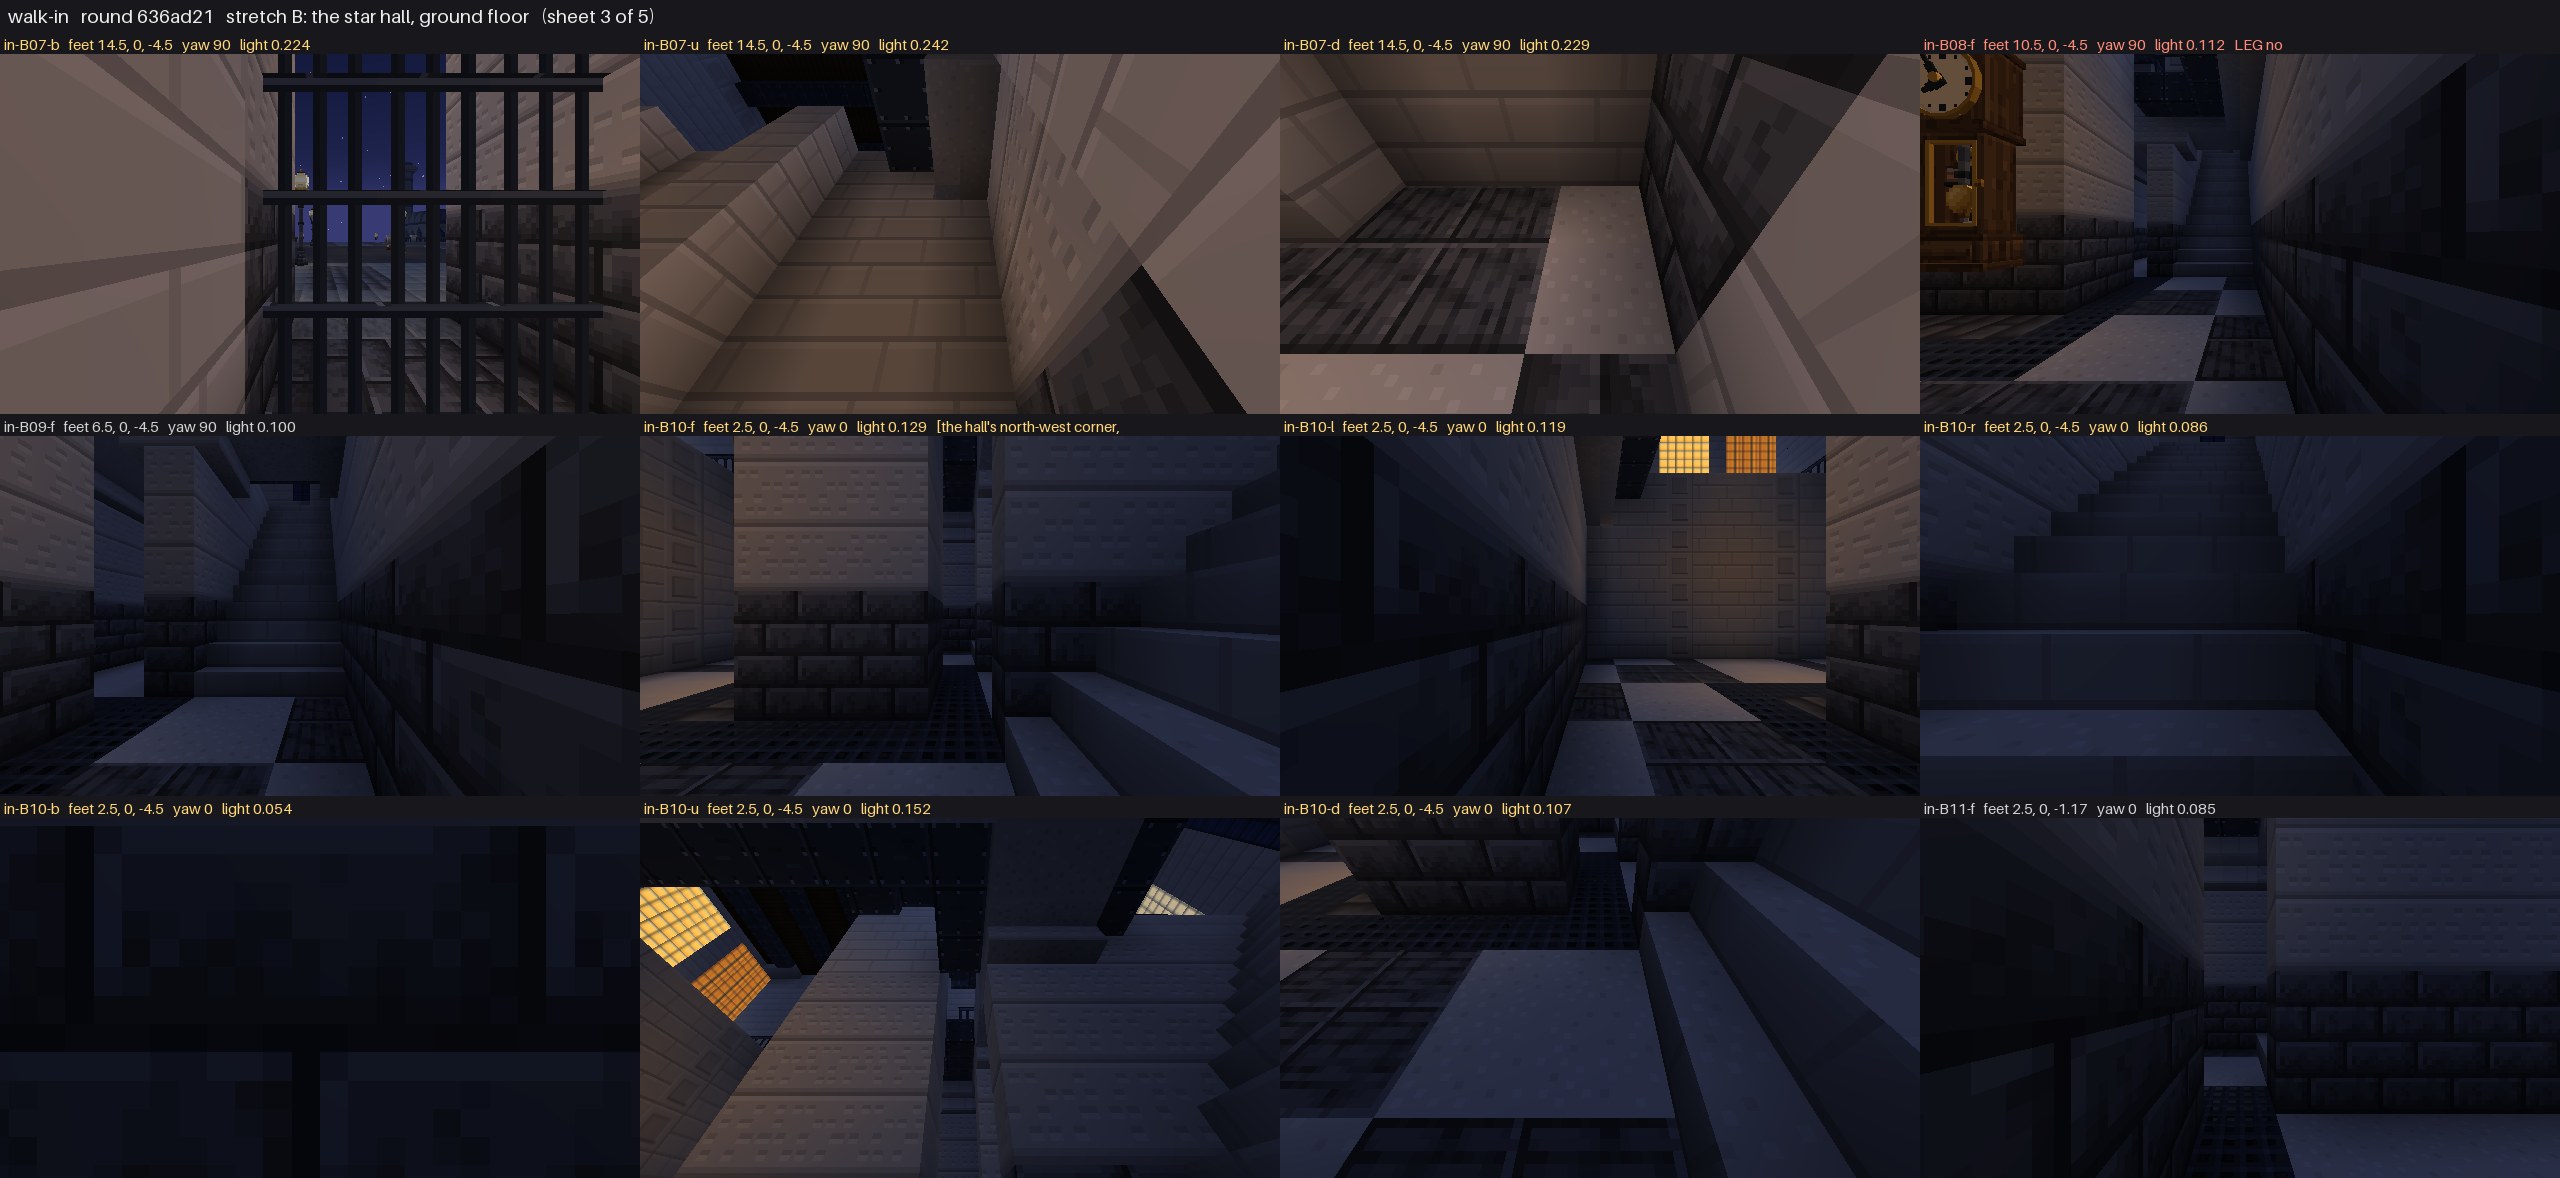 walk-in round 636ad21 stretch B: the star hall, ground floor (sheet 3 of 5)
in-B07-b feet 14.5, 0, -4.5 yaw 90 light 0.224
in-B07-u feet 14.5, 0, -4.5 yaw 90 light 0.242
in-B07-d feet 14.5, 0, -4.5 yaw 90 light 0.229
in-B08-f feet 10.5, 0, -4.5 yaw 90 light 0.112 LEG no
in-B09-f feet 6.5, 0, -4.5 yaw 90 light 0.100
in-B10-f feet 2.5, 0, -4.5 yaw 0 light 0.129 [the hall's north-west corner,
in-B10-l feet 2.5, 0, -4.5 yaw 0 light 0.119
in-B10-r feet 2.5, 0, -4.5 yaw 0 light 0.086
in-B10-b feet 2.5, 0, -4.5 yaw 0 light 0.054
in-B10-u feet 2.5, 0, -4.5 yaw 0 light 0.152
in-B10-d feet 2.5, 0, -4.5 yaw 0 light 0.107
in-B11-f feet 2.5, 0, -1.17 yaw 0 light 0.085